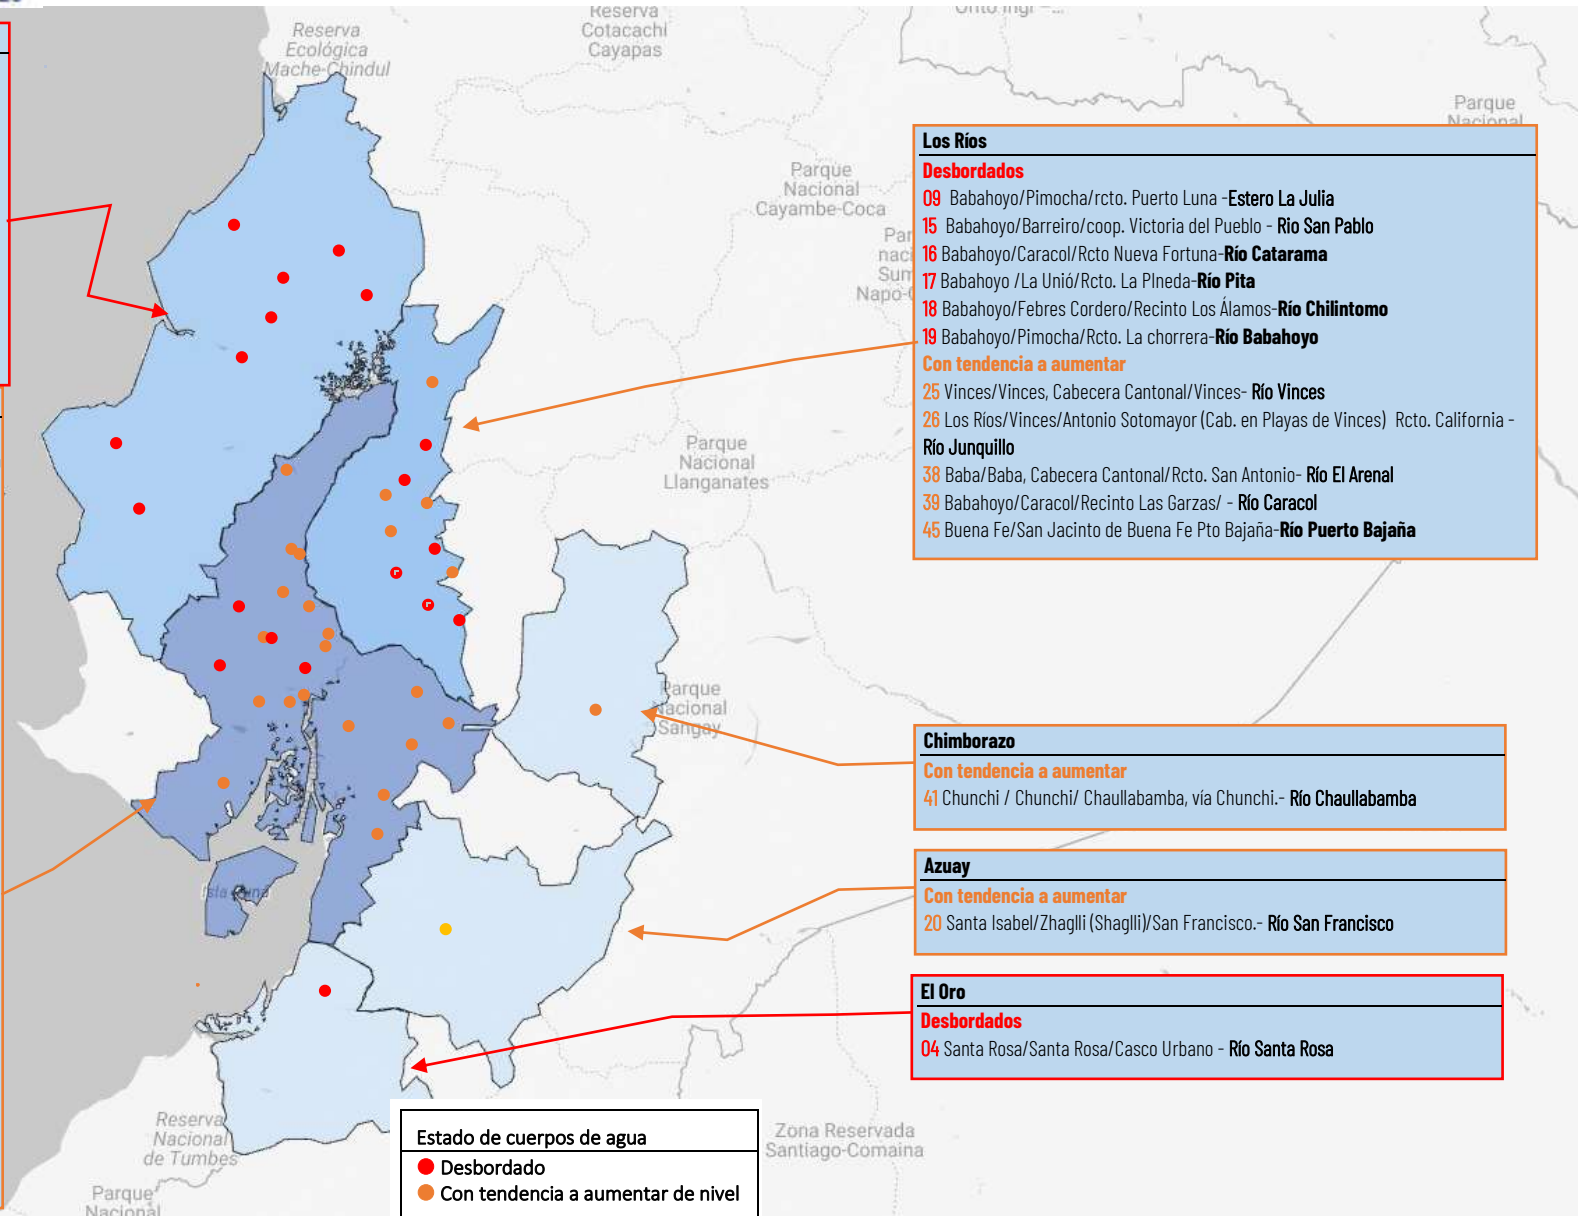 Reserva
Ecológica
Mache-Chindul
Reserva
Cotacachi
Cayapas
Parque
Nacional
Parque
Nacional
Cayambe-Coca
Par
naci
Sum
Napo-
Parque
Nacional
Llanganates
Parque
Nacional
Sangay
Isla Puná
Reserva
Nacional
de Tumbes
Parque
Nacional
Zona Reservada
Santiago-Comaina
Los Ríos
Desbordados
09 Babahoyo/Pimocha/rcto. Puerto Luna -Estero La Julia
15 Babahoyo/Barreiro/coop. Victoria del Pueblo - Rio San Pablo
16 Babahoyo/Caracol/Rcto Nueva Fortuna-Río Catarama
17 Babahoyo /La Unió/Rcto. La PIneda-Río Pita
18 Babahoyo/Febres Cordero/Recinto Los Álamos-Río Chilintomo
19 Babahoyo/Pimocha/Rcto. La chorrera-Río Babahoyo
Con tendencia a aumentar
25 Vinces/Vinces, Cabecera Cantonal/Vinces- Río Vinces
26 Los Ríos/Vinces/Antonio Sotomayor (Cab. en Playas de Vinces) Rcto. California -
Río Junquillo
38 Baba/Baba, Cabecera Cantonal/Rcto. San Antonio- Río El Arenal
39 Babahoyo/Caracol/Recinto Las Garzas/ - Río Caracol
45 Buena Fe/San Jacinto de Buena Fe Pto Bajaña-Río Puerto Bajaña
Chimborazo
Con tendencia a aumentar
41 Chunchi / Chunchi/ Chaullabamba, vía Chunchi.- Río Chaullabamba
Azuay
Con tendencia a aumentar
20 Santa Isabel/Zhaglli (Shaglli)/San Francisco.- Río San Francisco
El Oro
Desbordados
04 Santa Rosa/Santa Rosa/Casco Urbano - Río Santa Rosa
Estado de cuerpos de agua
Desbordado
Con tendencia a aumentar de nivel